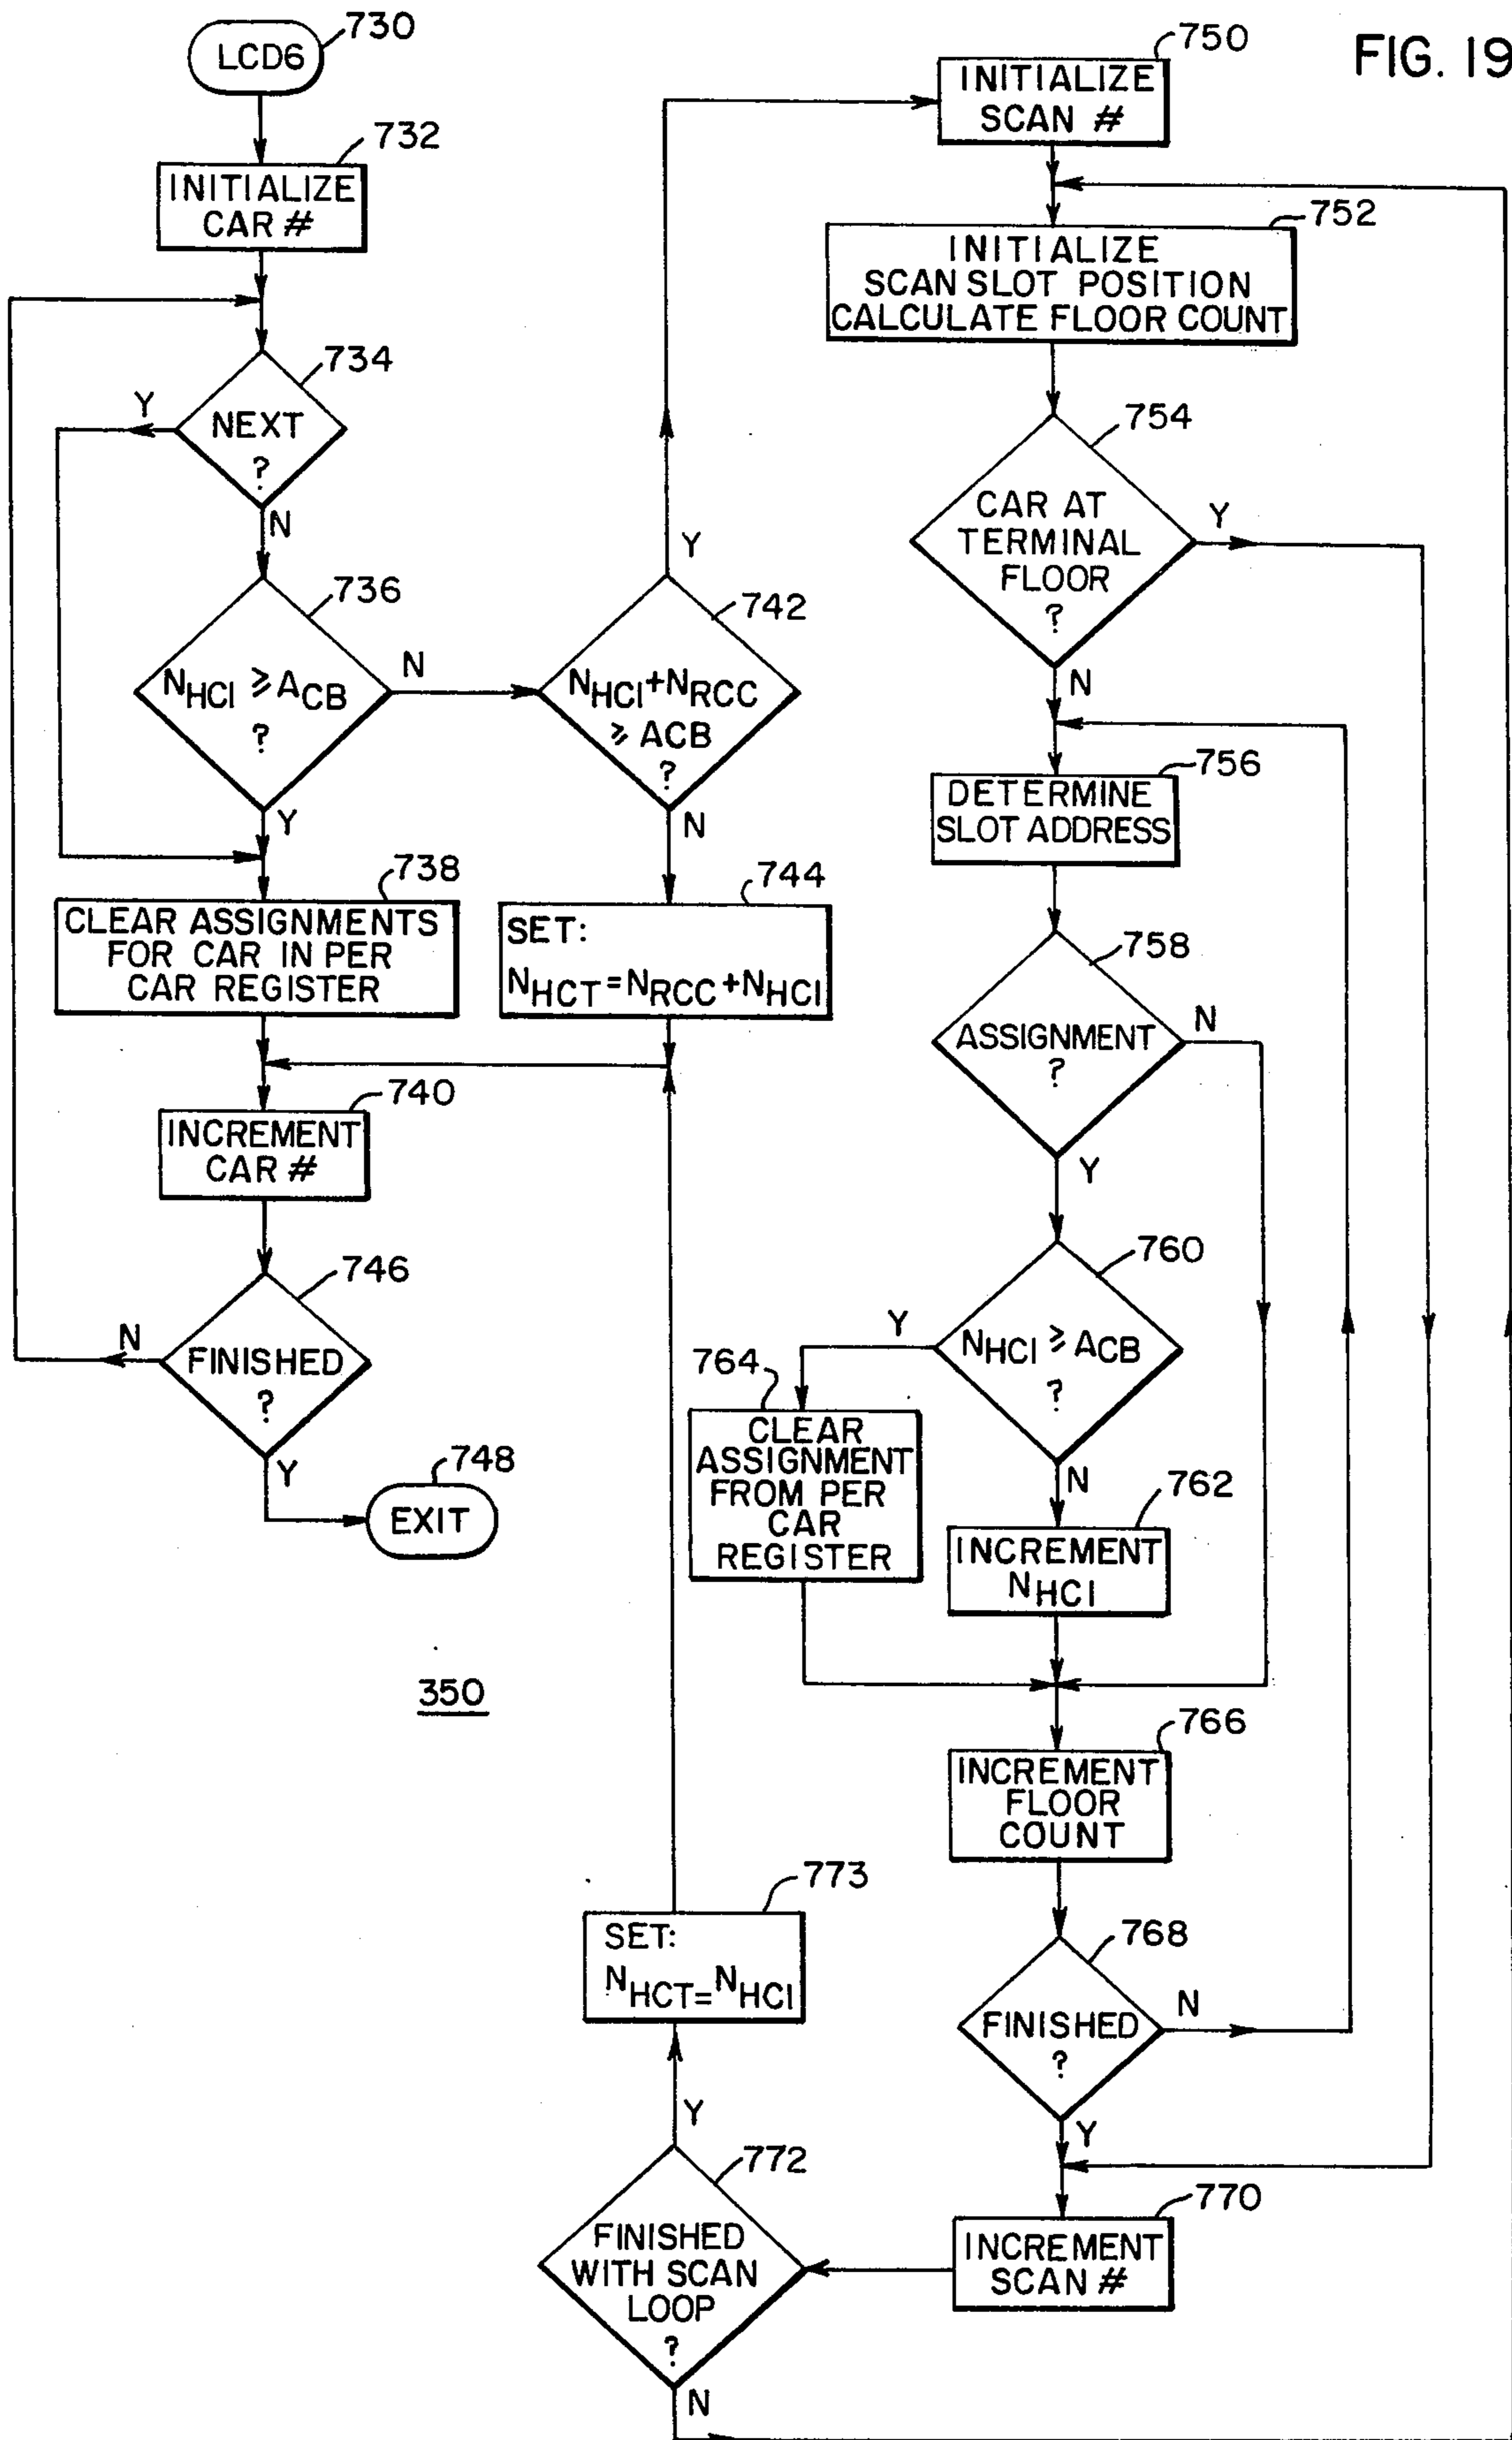 FIG. 19
LCD6
730
INITIALIZE
CAR #
732
NEXT
?
734
Y
N
NHCI ≥ ACB
?
736
N
Y
CLEAR ASSIGNMENTS
FOR CAR IN PER
CAR REGISTER
738
INCREMENT
CAR #
740
FINISHED
?
746
N
Y
EXIT
748
NHCI+NRCC
≥ ACB
?
742
Y
N
SET:
NHCT=NRCC+NHCI
744
INITIALIZE
SCAN #
750
INITIALIZE
SCAN SLOT POSITION
CALCULATE FLOOR COUNT
752
CAR AT
TERMINAL
FLOOR
?
754
Y
N
DETERMINE
SLOT ADDRESS
756
ASSIGNMENT
?
758
N
Y
NHCI ≥ ACB
?
760
Y
N
764
CLEAR
ASSIGNMENT
FROM PER
CAR
REGISTER
INCREMENT
NHCI
762
INCREMENT
FLOOR
COUNT
766
FINISHED
?
768
N
Y
INCREMENT
SCAN #
770
FINISHED
WITH SCAN
LOOP
?
772
Y
N
SET:
NHCT=NHCI
773
350